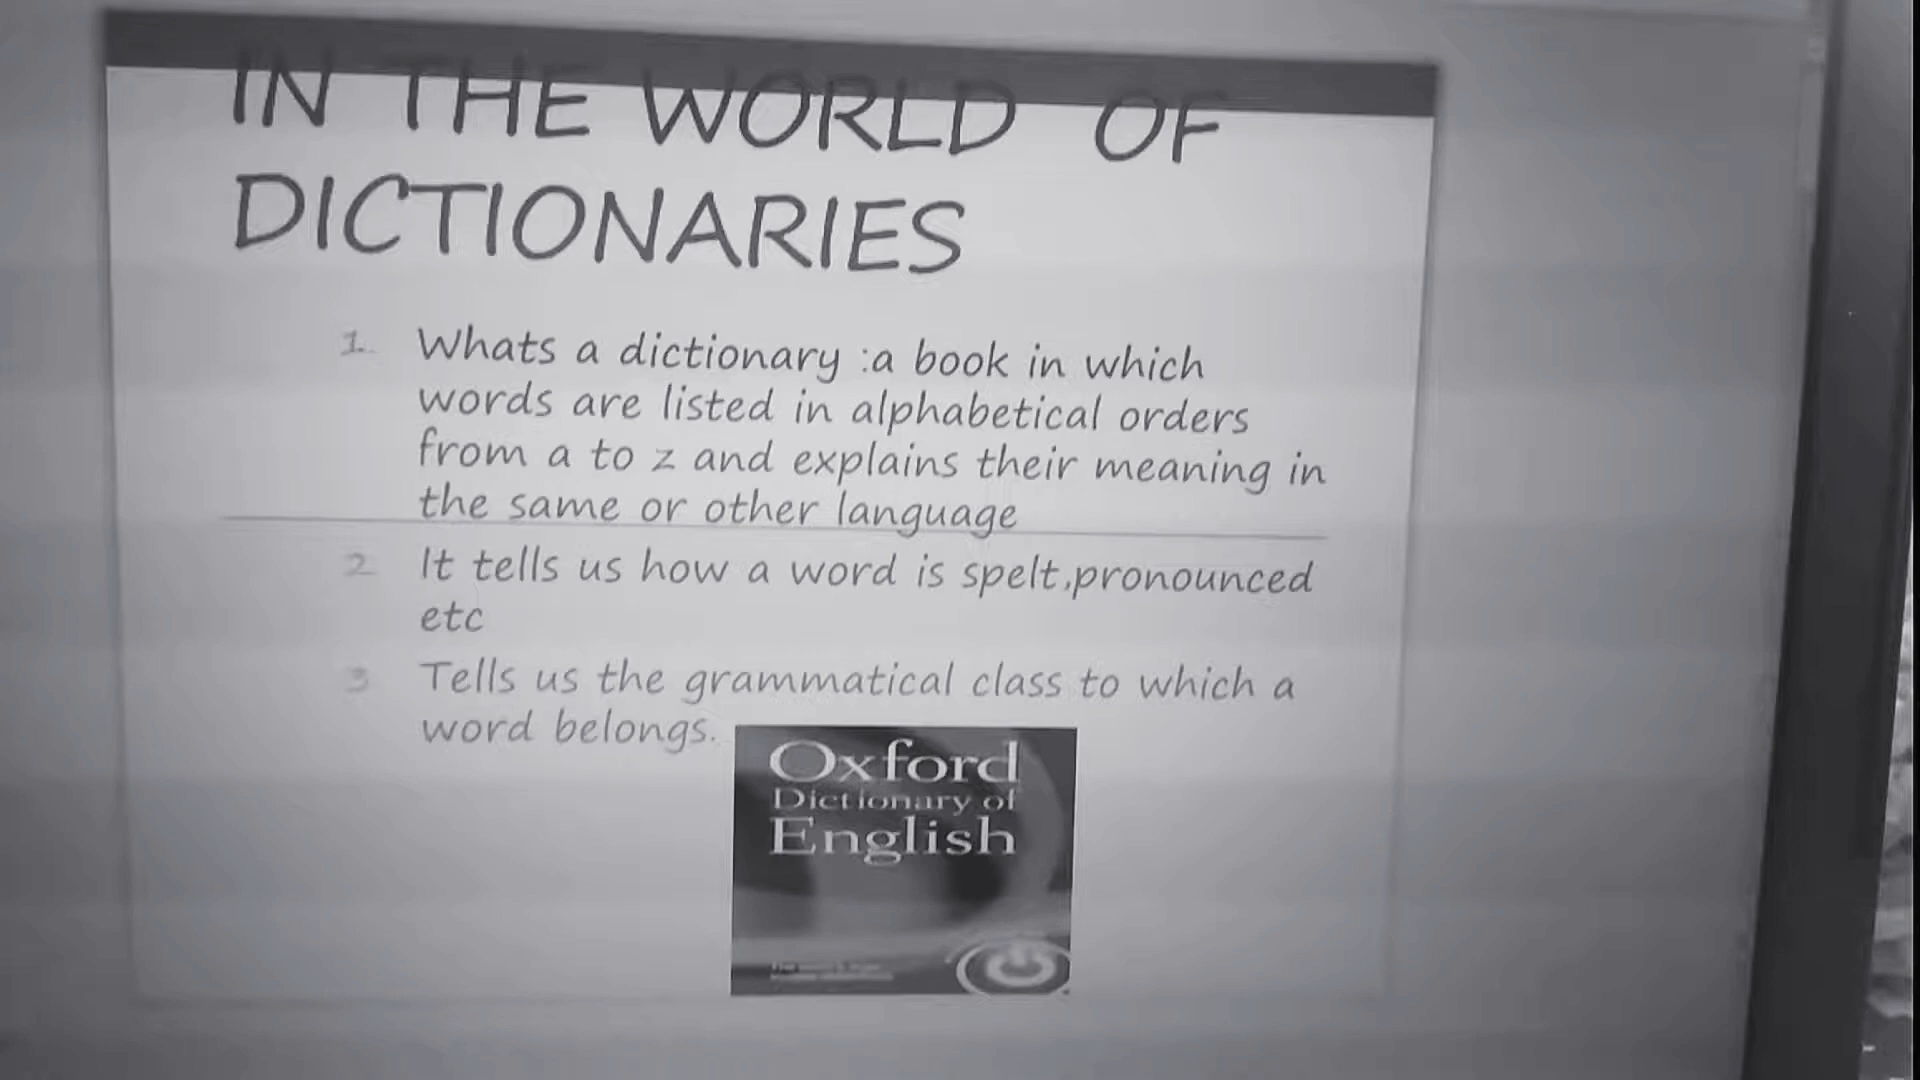 IN THE WORLD OF
DICTIONARIES
1. Whats a dictionary :a book in which
words are listed in alphabetical orders
from a to z and explains their meaning in
the same or other language
2 It tells us how a word is spelt,pronounced
etc
3 Tells us the grammatical class to which a
word belongs.
Oxford
Dictionary of
English